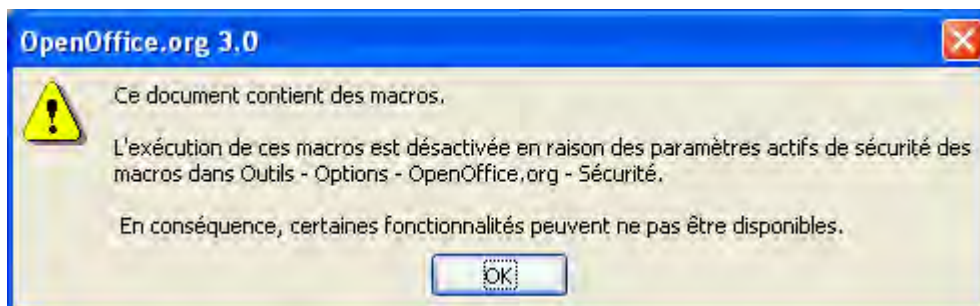 OpenOffice.org 3.0
Ce document contient des macros.
L'exécution de ces macros est désactivée en raison des paramètres actifs de sécurité des
macros dans Outils - Options - OpenOffice.org - Sécurité.
En conséquence, certaines fonctionnalités peuvent ne pas être disponibles.
OK